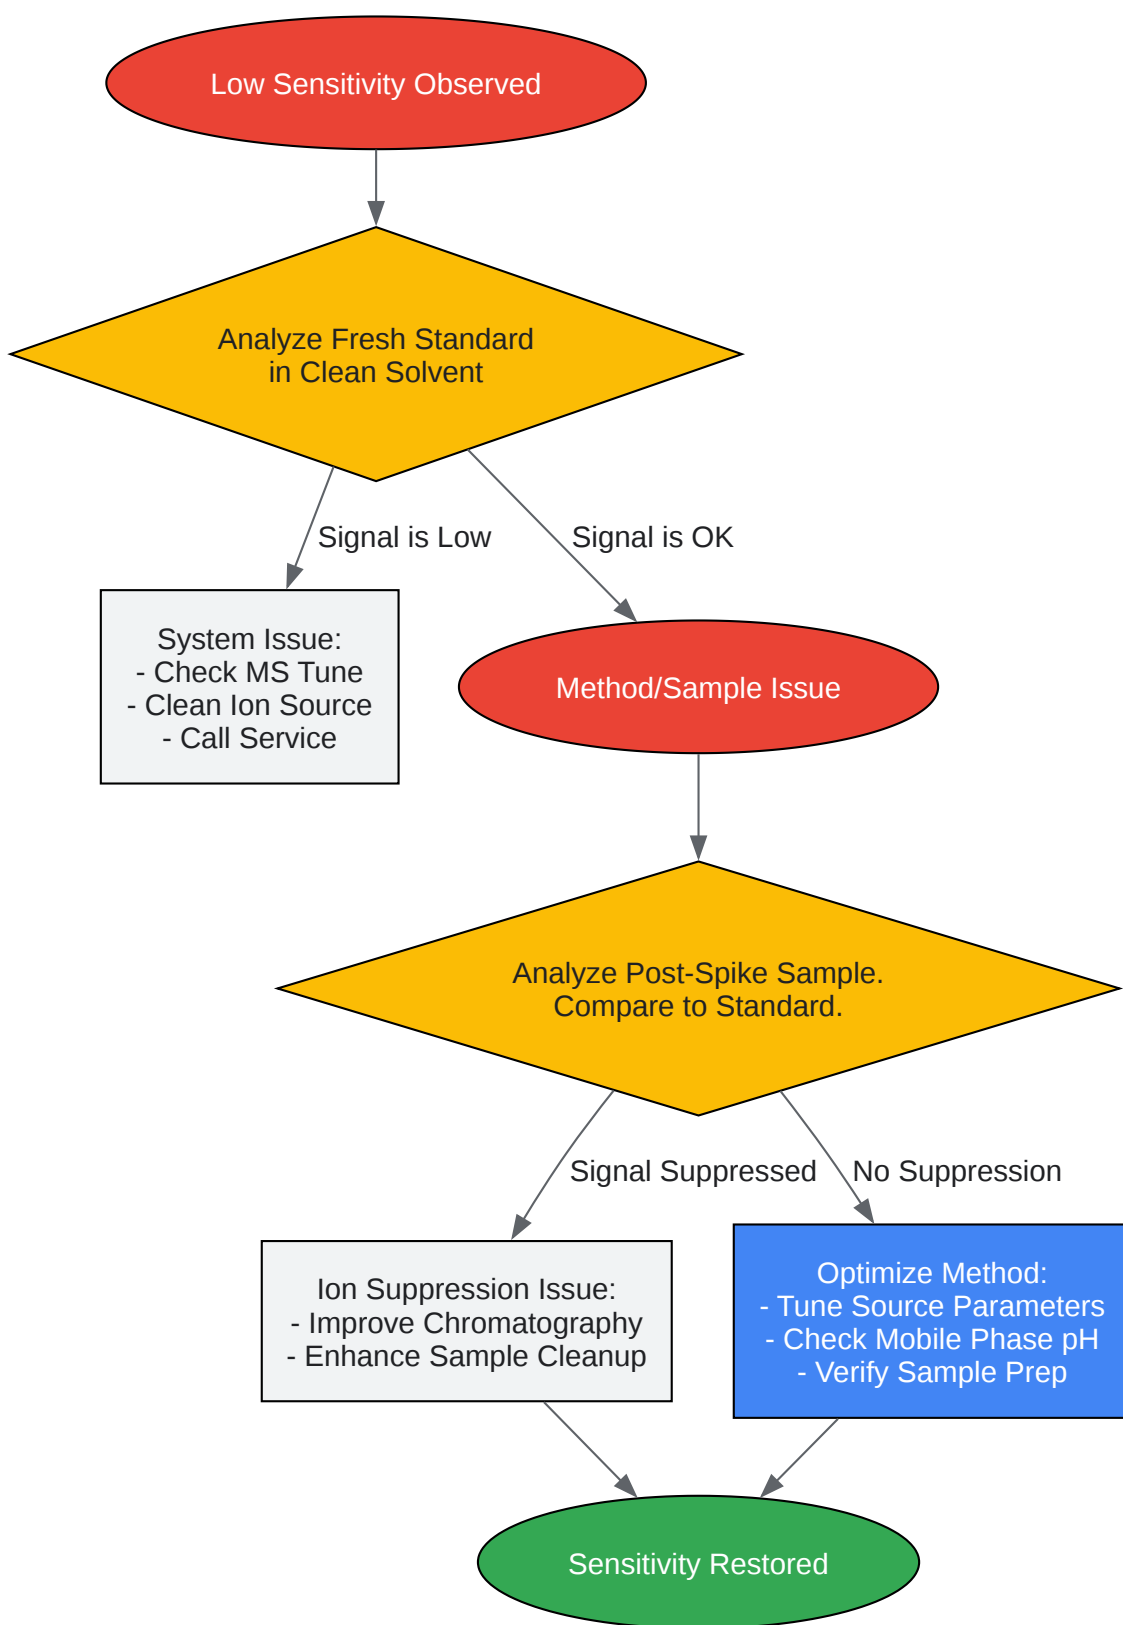 Low Sensitivity Observed
Analyze Fresh Standard
in Clean Solvent
Signal is Low
Signal is OK
System Issue:
- Check MS Tune
- Clean Ion Source
- Call Service
Method/Sample Issue
Analyze Post-Spike Sample.
Compare to Standard.
Signal Suppressed
No Suppression
Ion Suppression Issue:
- Improve Chromatography
- Enhance Sample Cleanup
Optimize Method:
- Tune Source Parameters
- Check Mobile Phase pH
- Verify Sample Prep
Sensitivity Restored